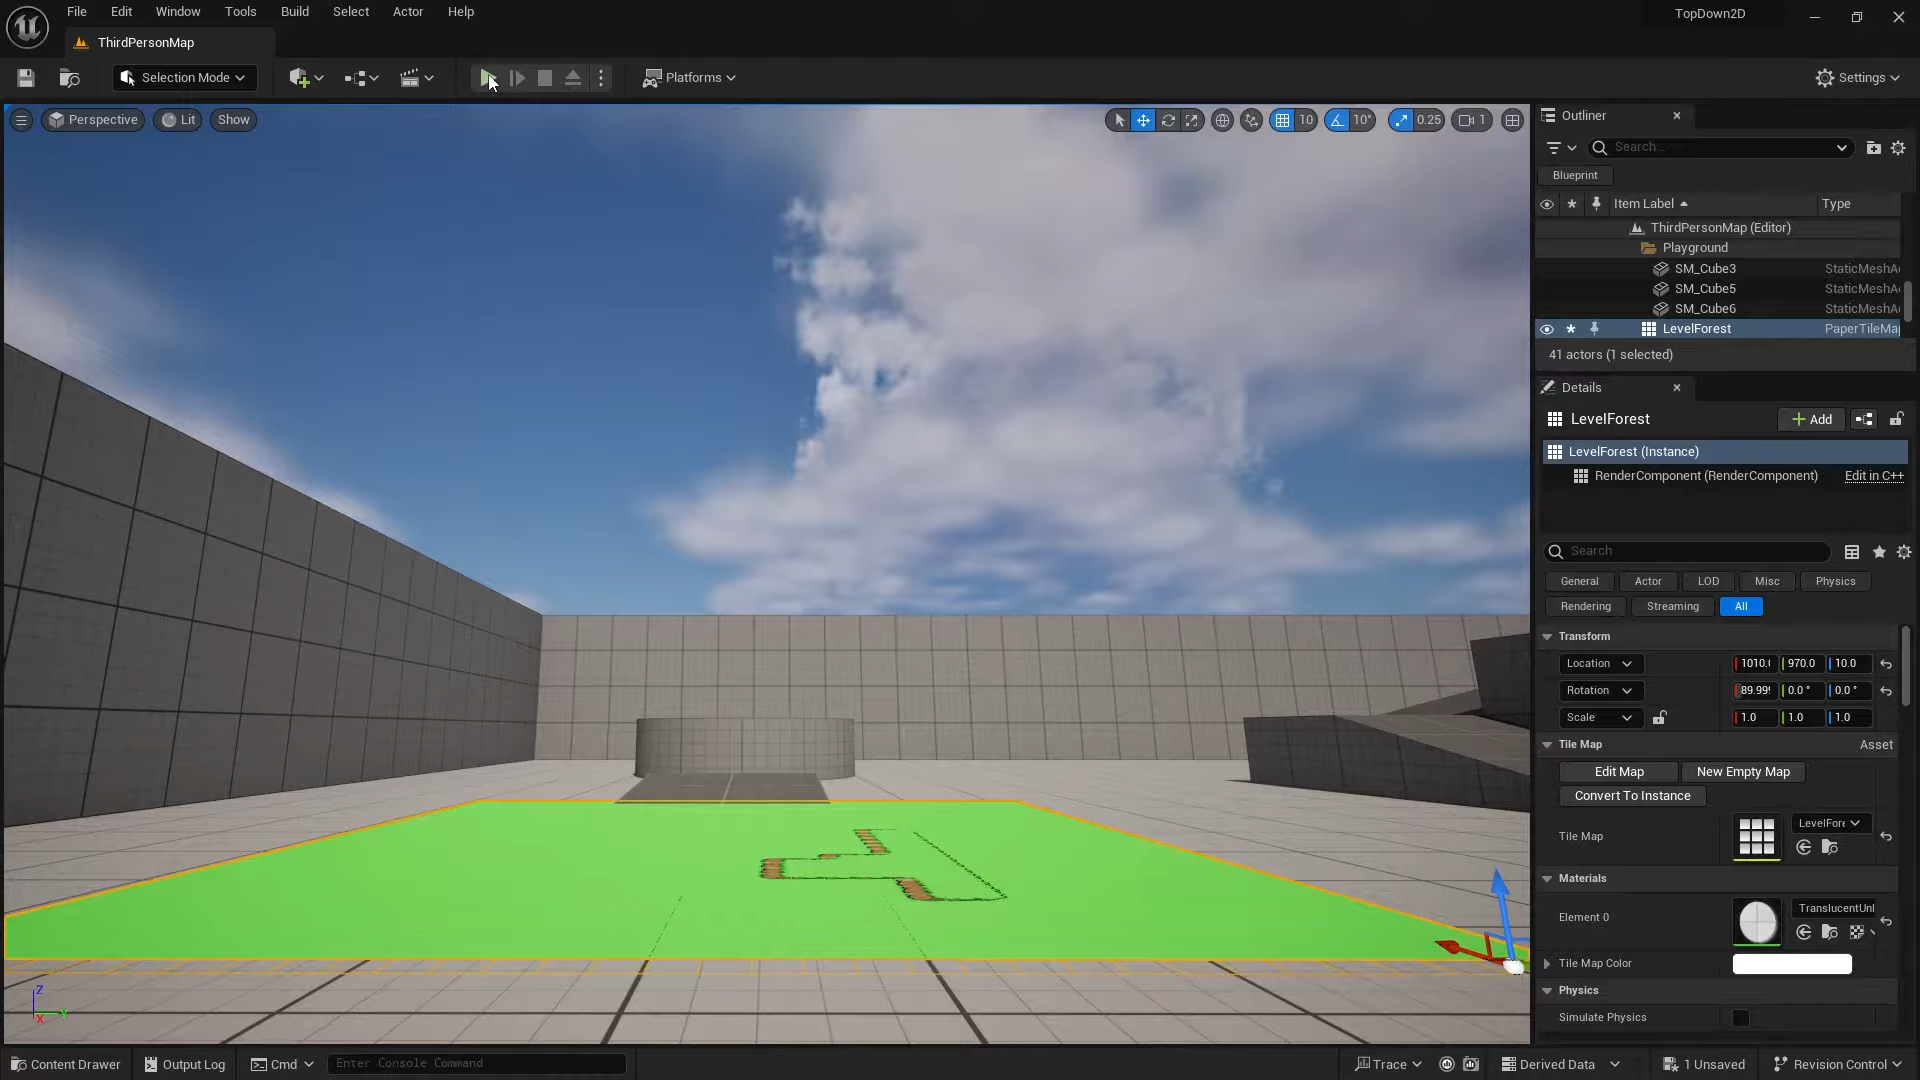 File Edit Window Tools Build Select Actor Help
TopDown2D
ThirdPersonMap
Selection Mode
Platforms
Settings
Perspective
Lit
Show
10
10°
0.25
1
Outliner
Search...
Blueprint
Item Label
Type
ThirdPersonMap (Editor)
Playground
SM_Cube3 StaticMeshA
SM_Cube5 StaticMeshA
SM_Cube6 StaticMeshA
LevelForest PaperTileMa
41 actors (1 selected)
Details
LevelForest
Add
LevelForest (Instance)
RenderComponent (RenderComponent) Edit in C++
Search
General Actor LOD Misc Physics
Rendering Streaming All
Transform
Location 1010. 970.0 10.0
Rotation 89.99 0.0 ° 0.0 °
Scale 1.0 1.0 1.0
Tile Map Asset
Edit Map New Empty Map
Convert To Instance
Tile Map LevelFore
Materials
Element 0 TranslucentUnl
Tile Map Color
Physics
Simulate Physics
Z
X Y
Content Drawer Output Log Cmd Enter Console Command Trace Derived Data 1 Unsaved Revision Control